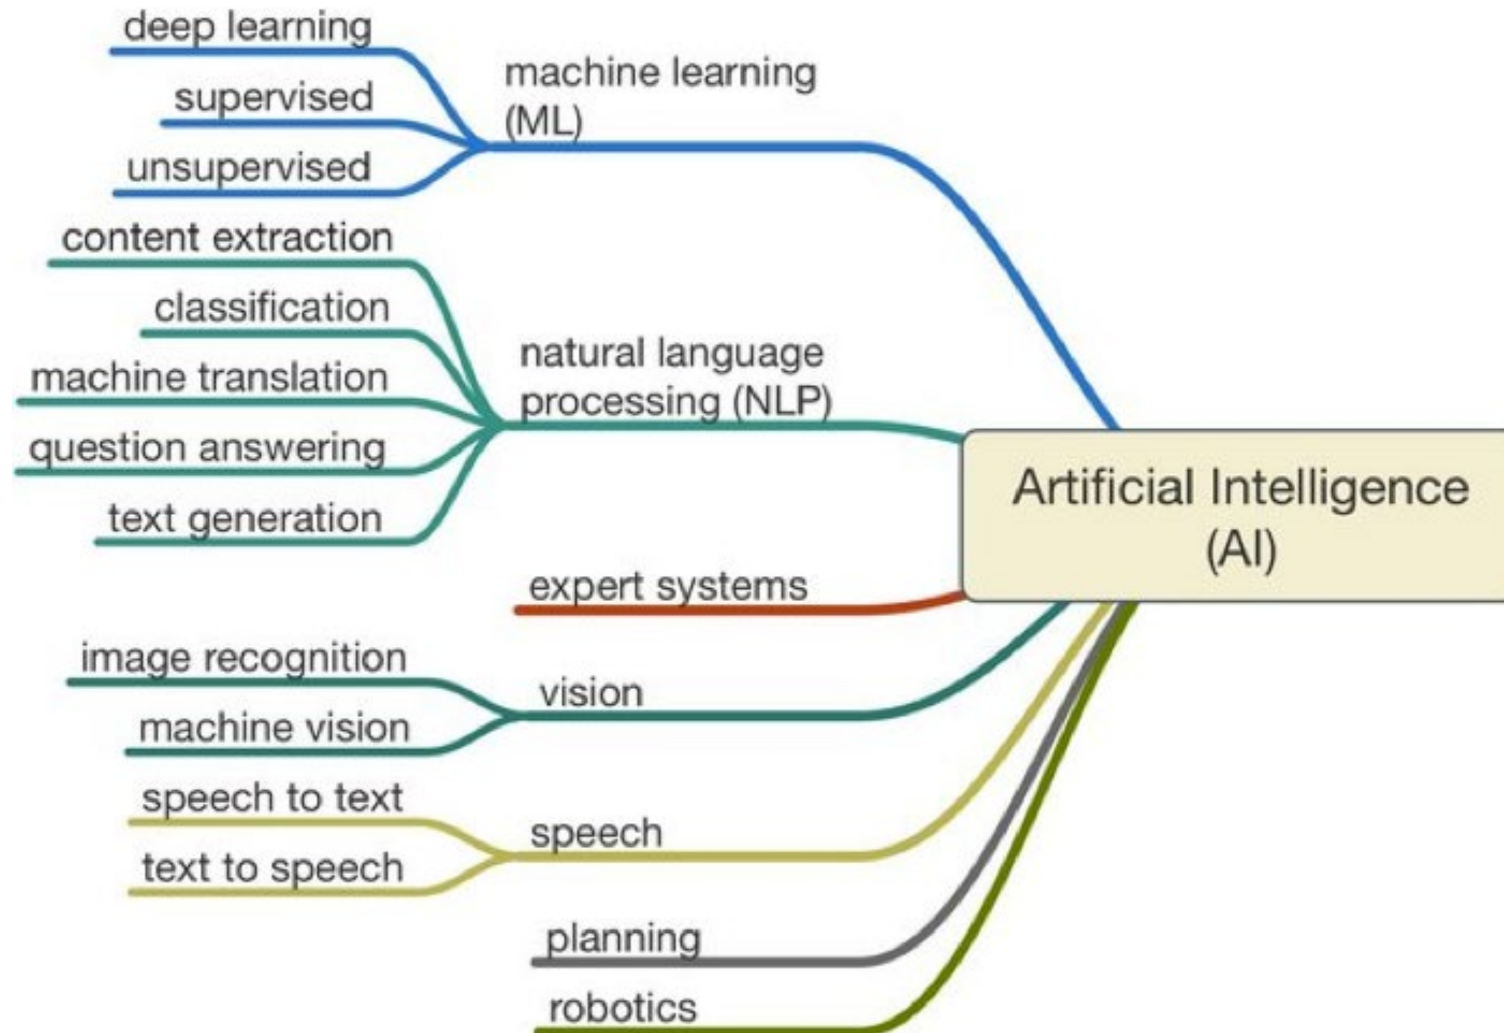 deep learning
supervised
unsupervised
machine learning
(ML)
content extraction
classification
machine translation
question answering
text generation
natural language
processing (NLP)
expert systems
image recognition
machine vision
vision
speech to text
text to speech
speech
planning
robotics
Artificial Intelligence
(AI)